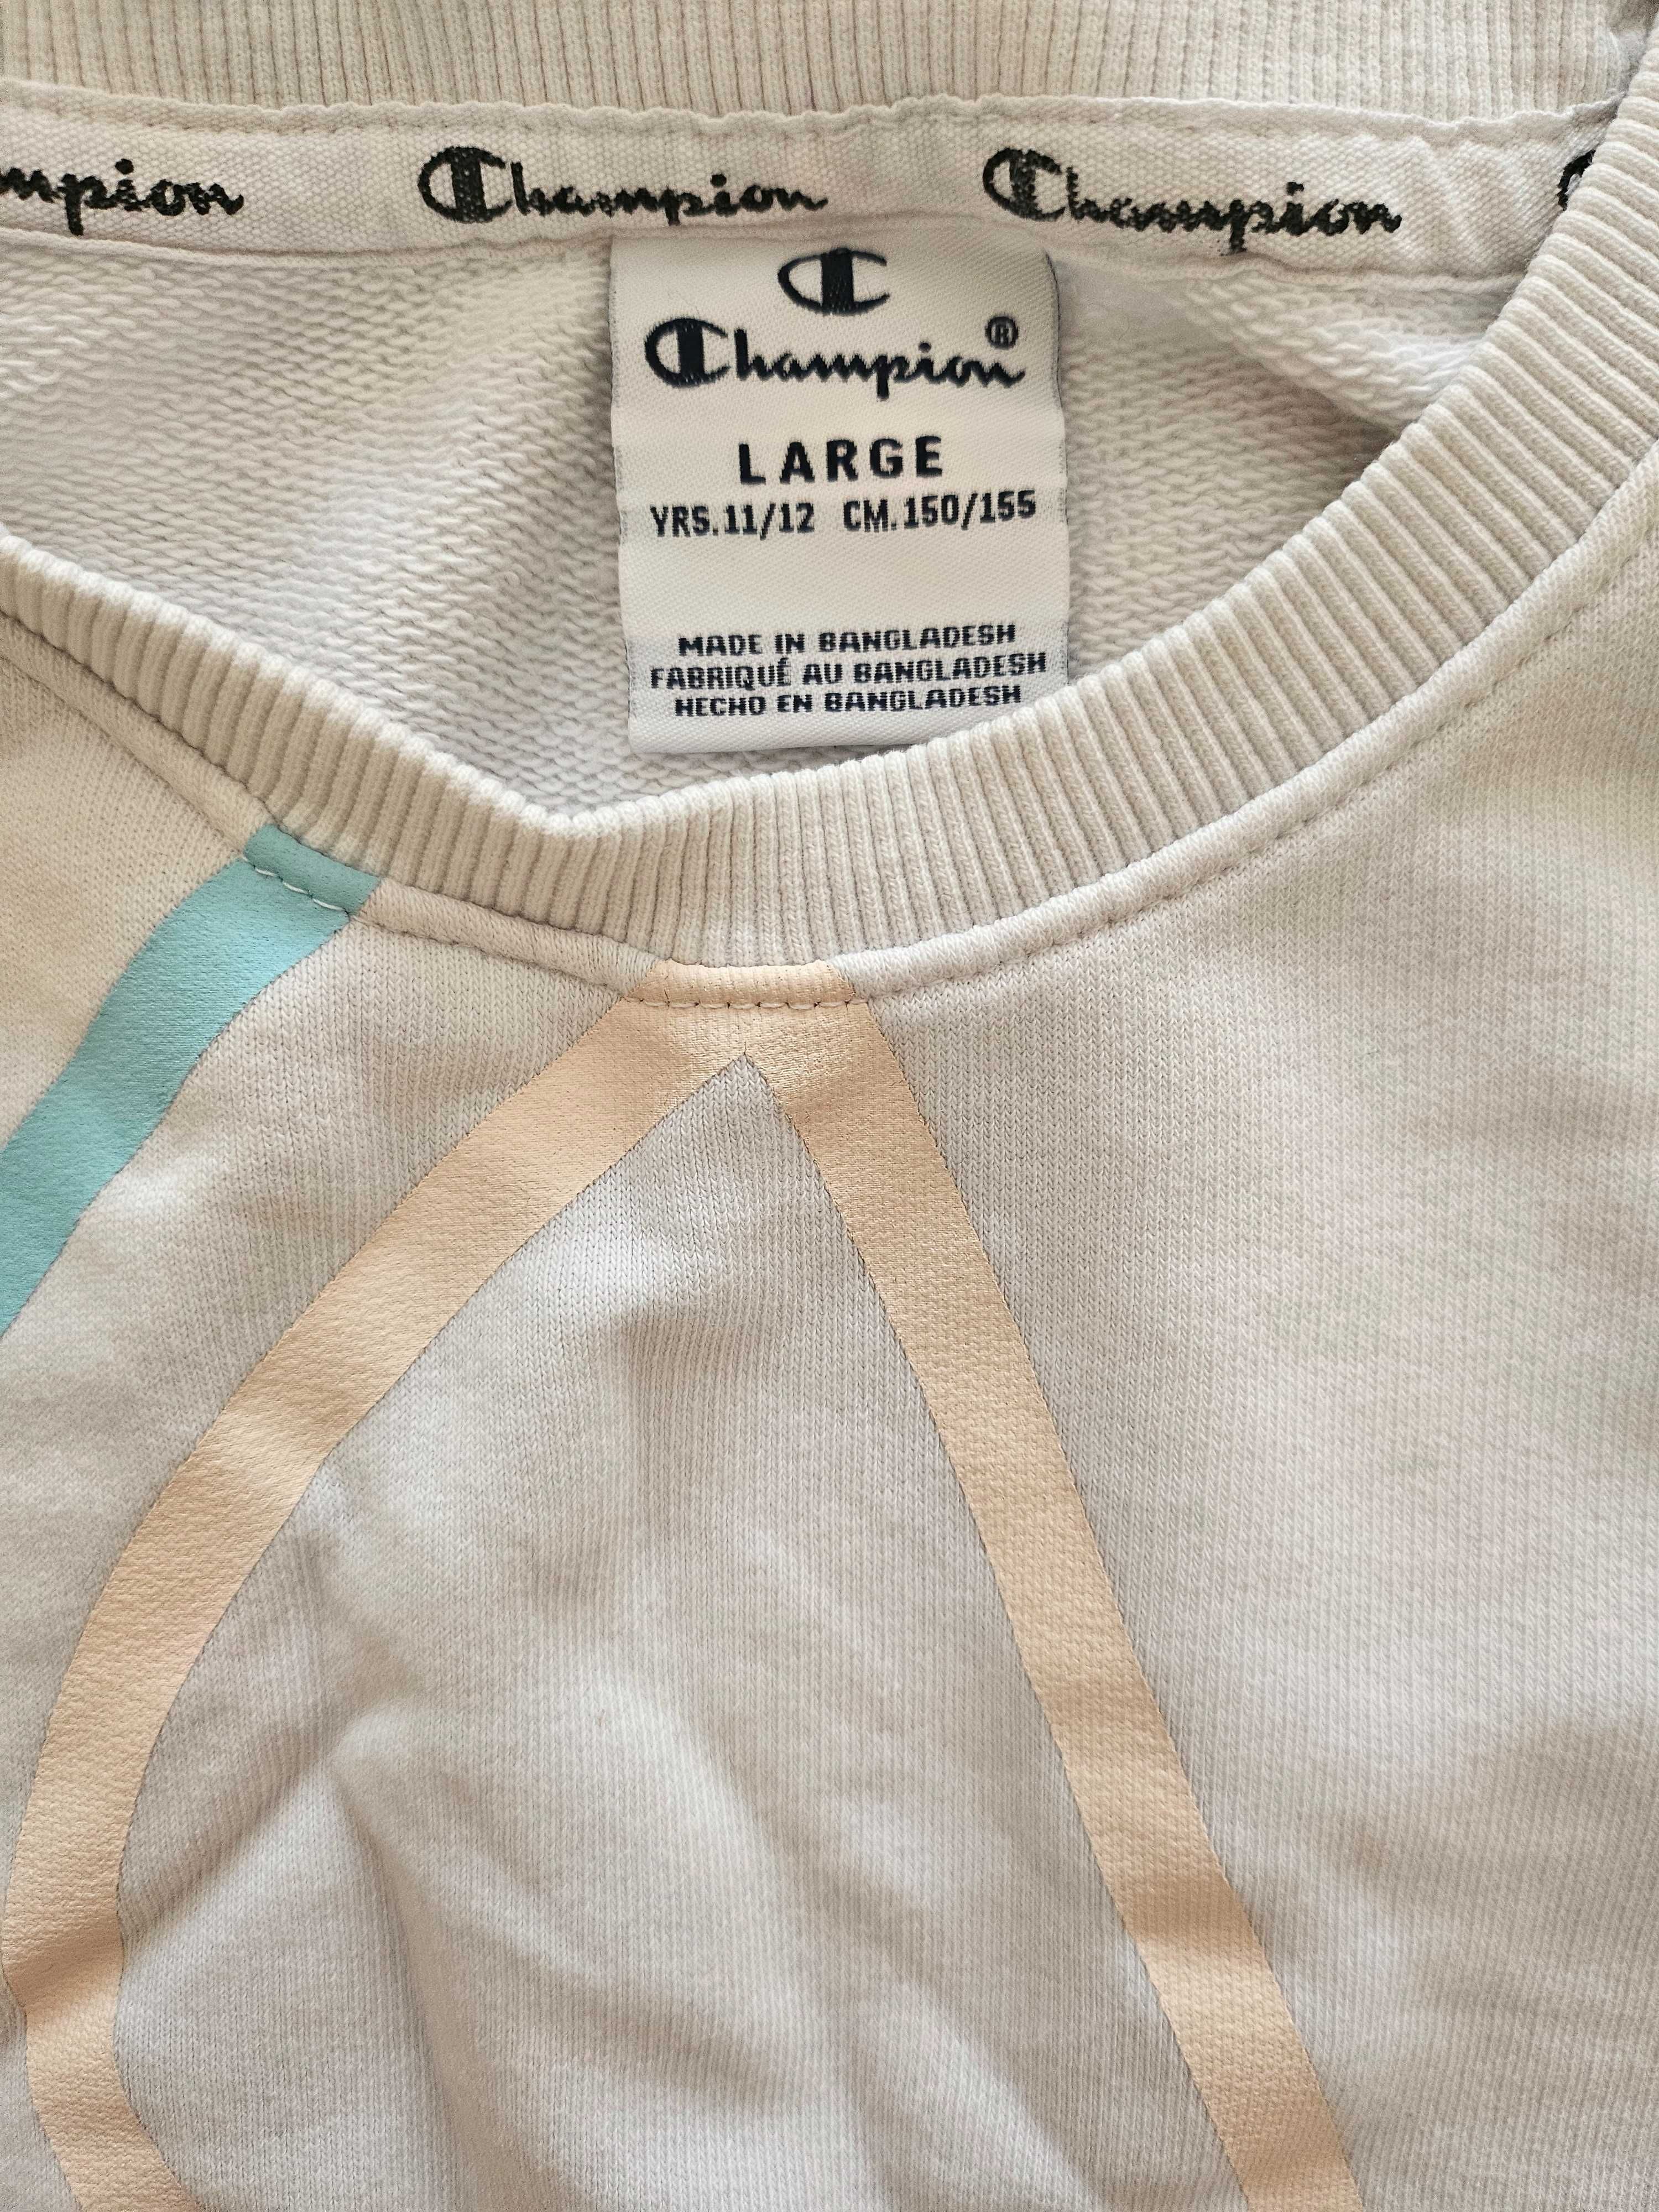 mpion Champion Champion
Champion®
LARGE
YRS.11/12 CM.150/155
MADE IN BANGLADESH
FABRIQUÉ AU BANGLADESH
HECHO EN BANGLADESH